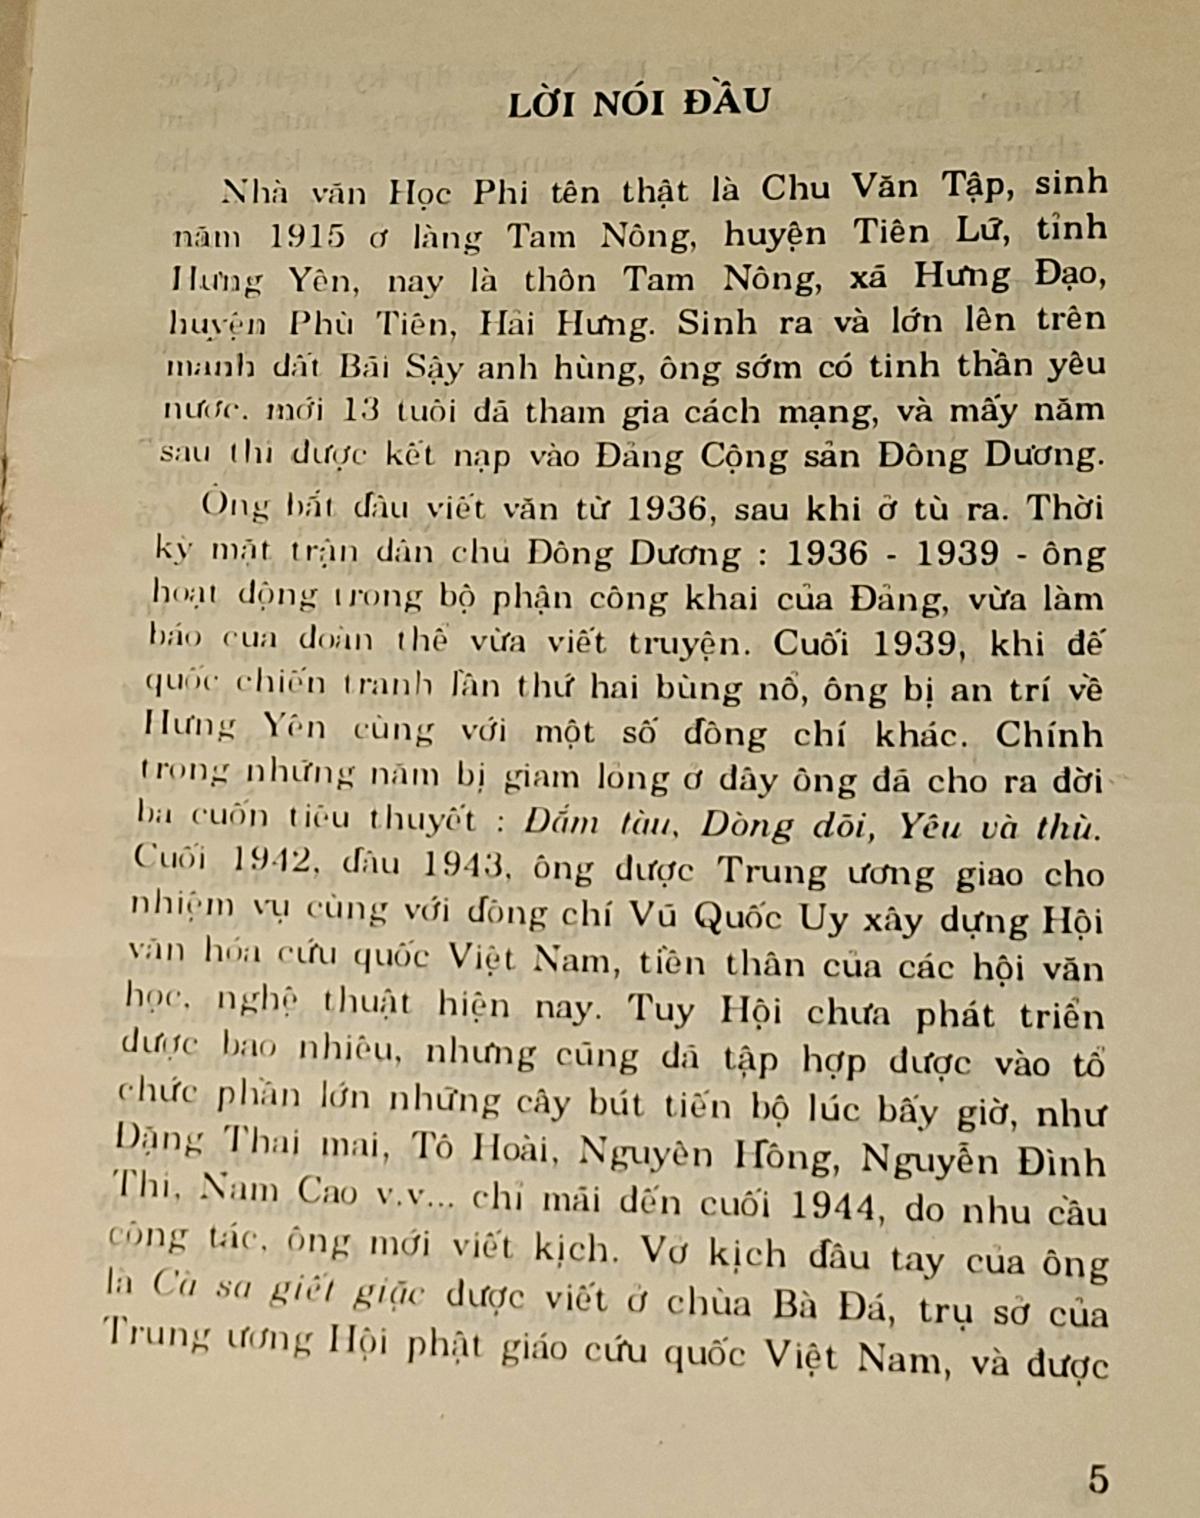 LỜI NÓI ĐẦU
Nhà văn Học Phi tên thật là Chu Văn Tập, sinh
năm 1915 ở làng Tam Nông, huyện Tiên Lữ, tỉnh
Hưng Yên, nay là thôn Tam Nông, xã Hưng Đạo,
huyện Phù Tiên, Hải Hưng. Sinh ra và lớn lên trên
mảnh đất Bãi Sậy anh hùng, ông sớm có tinh thần yêu
nước, mới 13 tuổi đã tham gia cách mạng, và mấy năm
sau thì được kết nạp vào Đảng Cộng sản Đông Dương.
Ông bắt đầu viết văn từ 1936, sau khi ở tù ra. Thời
kỳ mặt trận dân chủ Đông Dương : 1936 - 1939 - ông
hoạt động trong bộ phận công khai của Đảng, vừa làm
báo của đoàn thể vừa viết truyện. Cuối 1939, khi đế
quốc chiến tranh lần thứ hai bùng nổ, ông bị an trí về
Hưng Yên cùng với một số đồng chí khác. Chính
trong những năm bị giam lỏng ở đây ông đã cho ra đời
ba cuốn tiểu thuyết : Đắm tàu, Dòng dõi, Yêu và thù.
Cuối 1942, đầu 1943, ông được Trung ương giao cho
nhiệm vụ cùng với đồng chí Vũ Quốc Uy xây dựng Hội
văn hóa cứu quốc Việt Nam, tiền thân của các hội văn
học, nghệ thuật hiện nay. Tuy Hội chưa phát triển
được bao nhiêu, nhưng cũng đã tập hợp được vào tổ
chức phần lớn những cây bút tiến bộ lúc bấy giờ, như
Đặng Thai mai, Tô Hoài, Nguyên Hồng, Nguyễn Đình
Thi, Nam Cao v.v... chỉ mãi đến cuối 1944, do nhu cầu
công tác, ông mới viết kịch. Vở kịch đầu tay của ông
là Cà sa giết giặc được viết ở chùa Bà Đá, trụ sở của
Trung ương Hội phật giáo cứu quốc Việt Nam, và được
5